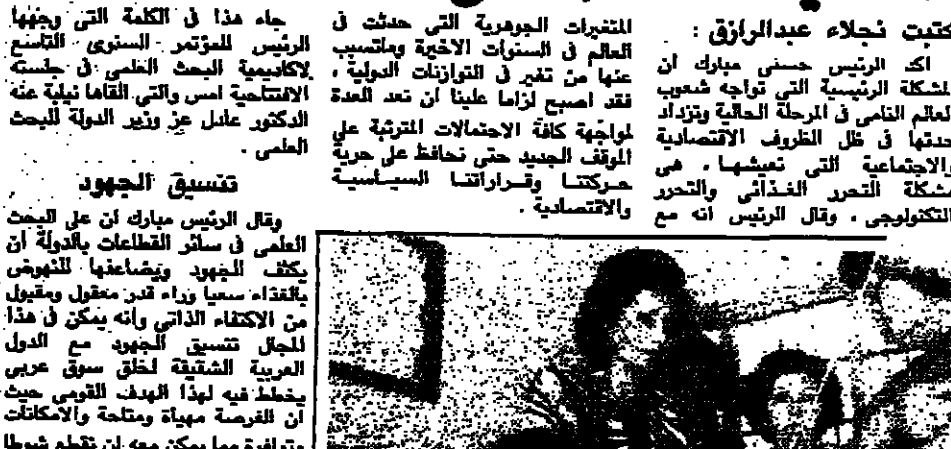 كتبت نجلاء عبدالرازق :
اكد الرئيس حسنى مبارك ان
المشكلة الرئيسية التي تواجه شعوب
العالم النامى فى المرحلة الحالية وتزداد
حدتها فى ظل الظروف الاقتصادية
والاجتماعية التى تعيشها ، هى
مشكلة التحرر الغذائى والتحرر
التكنولوجى ، وقال الرئيس انه مع
المتغيرات الجوهرية التى حدثت فى
العالم فى السنوات الاخيرة وماتسبب
عنها من تغير فى التوازنات الدولية ،
فقد اصبح لزاما علينا ان نعد العدة
لمواجهة كافة الاحتمالات المترتبة على
الموقف الجديد حتى نحافظ على حرية
حركتنا وقراراتنا السياسية
والاقتصادية .
جاء هذا فى الكلمة التى وجهها
الرئيس للمؤتمر السنوى التاسع
لاكاديمية البحث العلمى فى جلسته
الافتتاحية امس والتى القاها نيابة عنه
الدكتور عادل عز وزير الدولة للبحث
العلمى .
تنسيق الجهود
وقال الرئيس مبارك ان على البحث
العلمى فى سائر القطاعات بالدولة ان
يكثف الجهود ويضاعفها للنهوض
بالغذاء سعيا وراء قدر معقول ومقبول
من الاكتفاء الذاتى وانه يمكن فى هذا
المجال تنسيق الجهود مع الدول
العربية الشقيقة لخلق سوق عربى
يخطط فيه لهذا الهدف القومى حيث
ان الفرصة مهيأة ومتاحة والامكانات
متوافرة مما يمكن معه ان نقطع شوطا